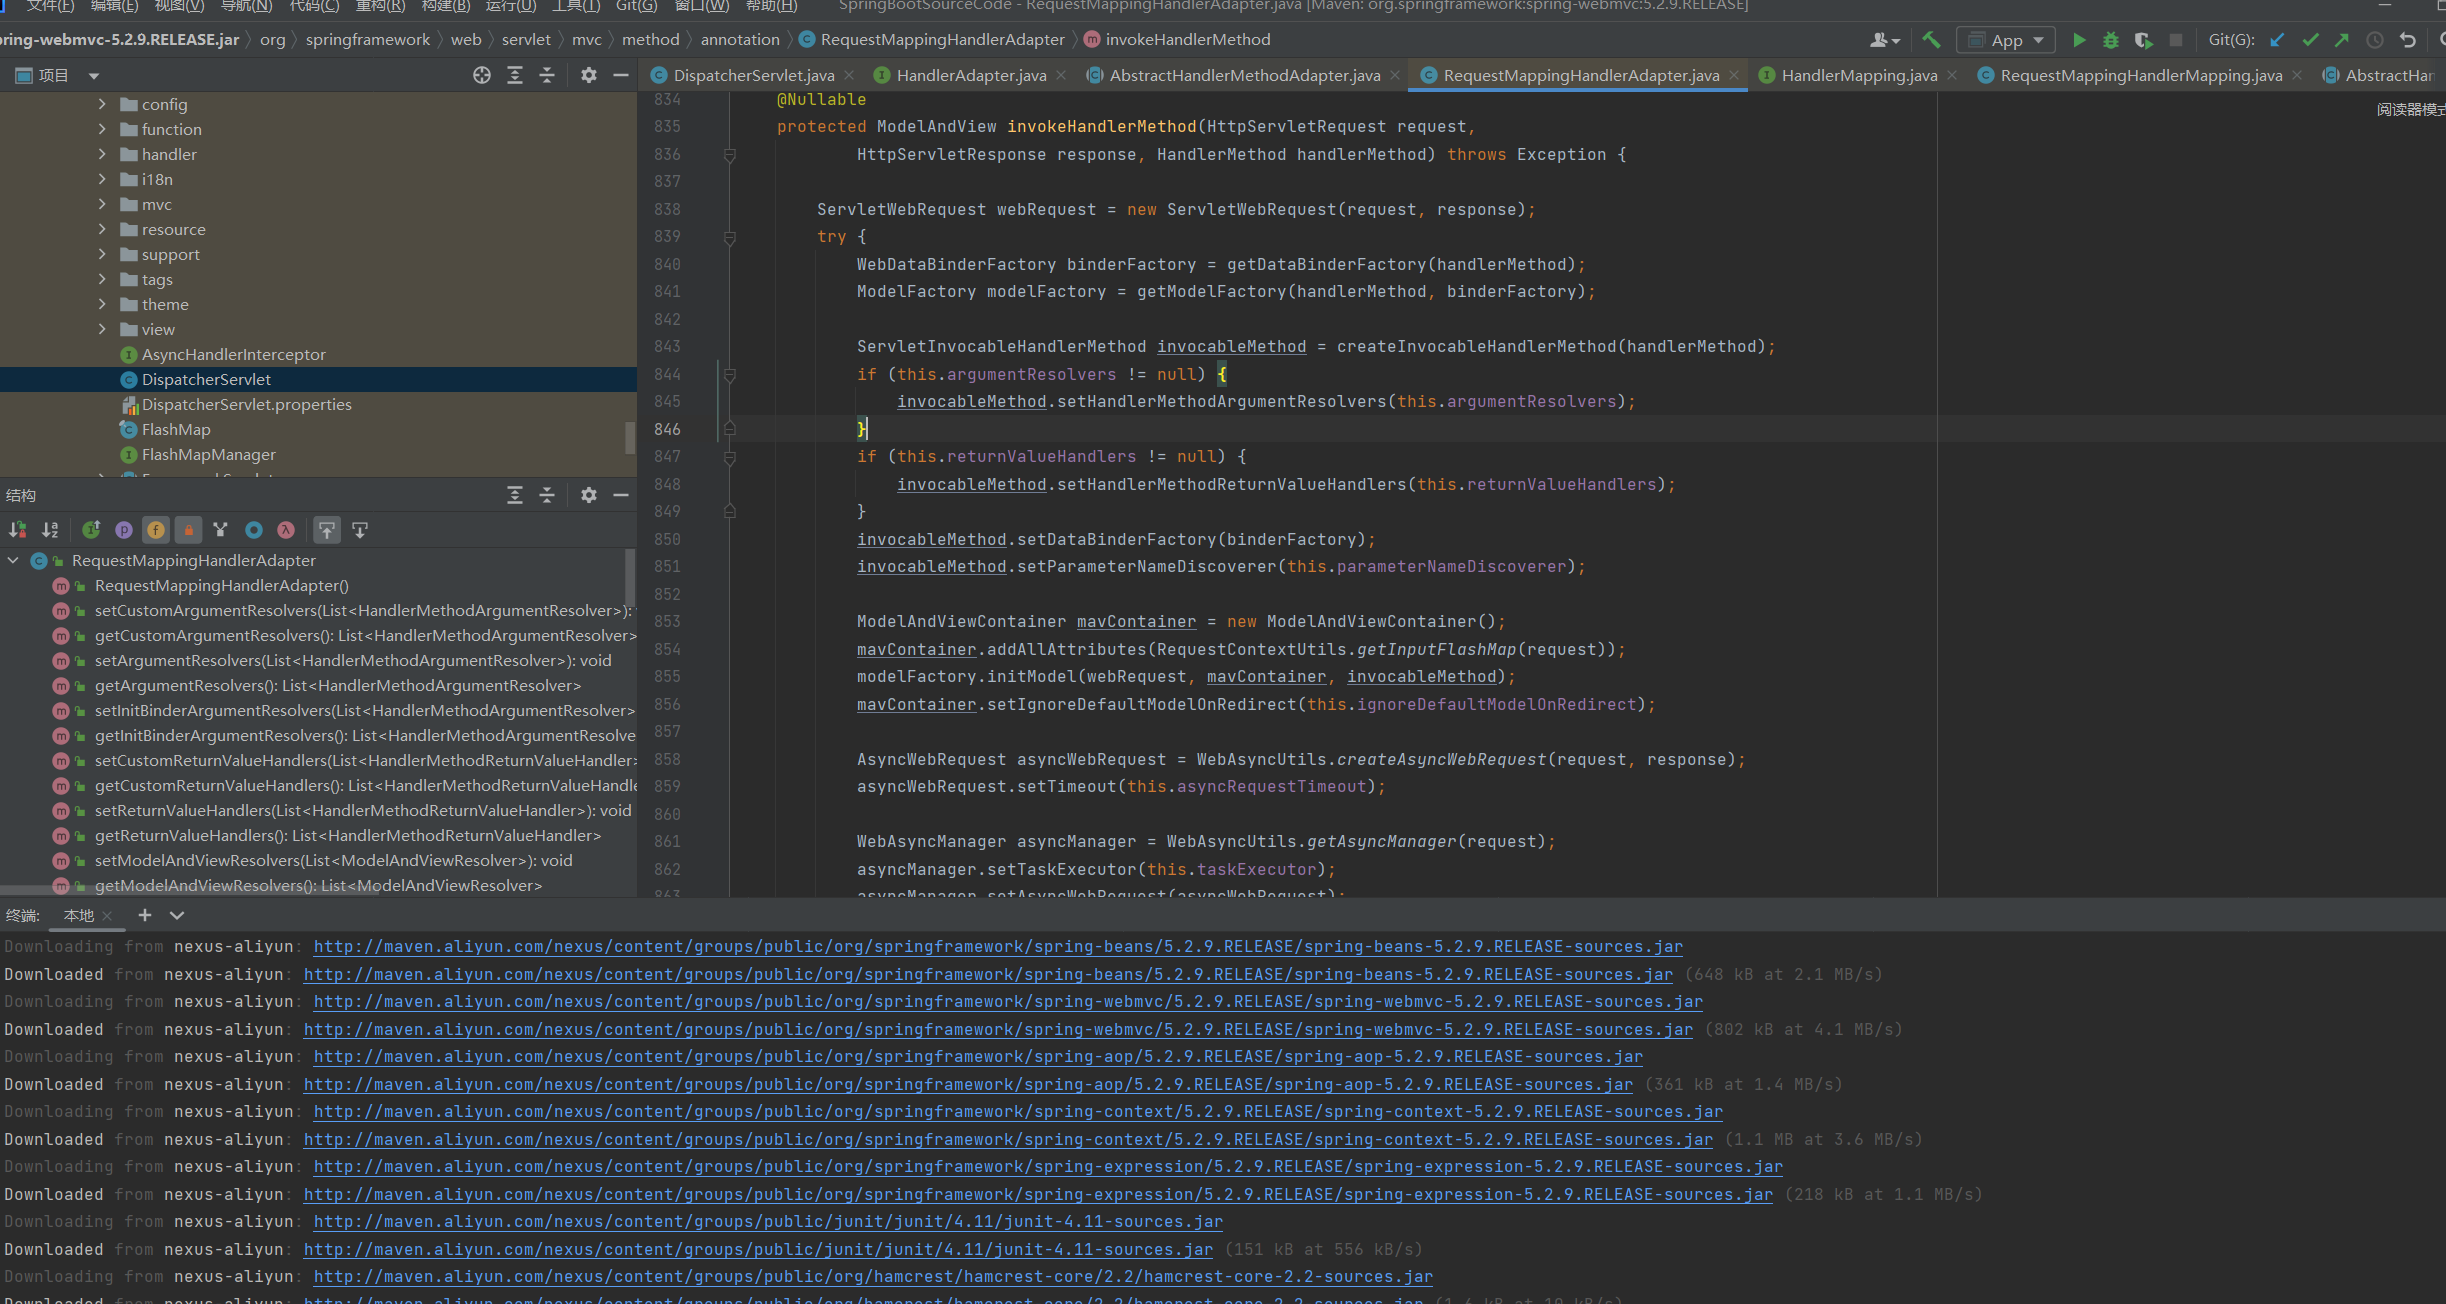 文件(F) 编辑(E) 视图(V) 导航(N) 代码(C) 重构(R) 构建(B) 运行(U) 工具(T) Git(G) 窗口(W) 帮助(H) SpringBootSourceCode - RequestMappingHandlerAdapter.java [Maven: org.springframework:spring-webmvc:5.2.9.RELEASE]
ring-webmvc-5.2.9.RELEASE.jar org springframework web servlet mvc method annotation RequestMappingHandlerAdapter invokeHandlerMethod App Git(G):
项目
DispatcherServlet.java HandlerAdapter.java AbstractHandlerMethodAdapter.java RequestMappingHandlerAdapter.java HandlerMapping.java RequestMappingHandlerMapping.java AbstractHan
config
function
handler
i18n
mvc
resource
support
tags
theme
view
AsyncHandlerInterceptor
DispatcherServlet
DispatcherServlet.properties
FlashMap
FlashMapManager
结构
RequestMappingHandlerAdapter
RequestMappingHandlerAdapter()
setCustomArgumentResolvers(List<HandlerMethodArgumentResolver>):
getCustomArgumentResolvers(): List<HandlerMethodArgumentResolver>
setArgumentResolvers(List<HandlerMethodArgumentResolver>): void
getArgumentResolvers(): List<HandlerMethodArgumentResolver>
setInitBinderArgumentResolvers(List<HandlerMethodArgumentResolver>
getInitBinderArgumentResolvers(): List<HandlerMethodArgumentResolve
setCustomReturnValueHandlers(List<HandlerMethodReturnValueHandler>
getCustomReturnValueHandlers(): List<HandlerMethodReturnValueHandle
setReturnValueHandlers(List<HandlerMethodReturnValueHandler>): void
getReturnValueHandlers(): List<HandlerMethodReturnValueHandler>
setModelAndViewResolvers(List<ModelAndViewResolver>): void
getModelAndViewResolvers(): List<ModelAndViewResolver>
阅读器模式
834 @Nullable
835 protected ModelAndView invokeHandlerMethod(HttpServletRequest request,
836 HttpServletResponse response, HandlerMethod handlerMethod) throws Exception {
837
838 ServletWebRequest webRequest = new ServletWebRequest(request, response);
839 try {
840 WebDataBinderFactory binderFactory = getDataBinderFactory(handlerMethod);
841 ModelFactory modelFactory = getModelFactory(handlerMethod, binderFactory);
842
843 ServletInvocableHandlerMethod invocableMethod = createInvocableHandlerMethod(handlerMethod);
844 if (this.argumentResolvers != null) {
845 invocableMethod.setHandlerMethodArgumentResolvers(this.argumentResolvers);
846 }
847 if (this.returnValueHandlers != null) {
848 invocableMethod.setHandlerMethodReturnValueHandlers(this.returnValueHandlers);
849 }
850 invocableMethod.setDataBinderFactory(binderFactory);
851 invocableMethod.setParameterNameDiscoverer(this.parameterNameDiscoverer);
852
853 ModelAndViewContainer mavContainer = new ModelAndViewContainer();
854 mavContainer.addAllAttributes(RequestContextUtils.getInputFlashMap(request));
855 modelFactory.initModel(webRequest, mavContainer, invocableMethod);
856 mavContainer.setIgnoreDefaultModelOnRedirect(this.ignoreDefaultModelOnRedirect);
857
858 AsyncWebRequest asyncWebRequest = WebAsyncUtils.createAsyncWebRequest(request, response);
859 asyncWebRequest.setTimeout(this.asyncRequestTimeout);
860
861 WebAsyncManager asyncManager = WebAsyncUtils.getAsyncManager(request);
862 asyncManager.setTaskExecutor(this.taskExecutor);
863 asyncManager.setAsyncWebRequest(asyncWebRequest);
终端: 本地
Downloading from nexus-aliyun: http://maven.aliyun.com/nexus/content/groups/public/org/springframework/spring-beans/5.2.9.RELEASE/spring-beans-5.2.9.RELEASE-sources.jar
Downloaded from nexus-aliyun: http://maven.aliyun.com/nexus/content/groups/public/org/springframework/spring-beans/5.2.9.RELEASE/spring-beans-5.2.9.RELEASE-sources.jar (648 kB at 2.1 MB/s)
Downloading from nexus-aliyun: http://maven.aliyun.com/nexus/content/groups/public/org/springframework/spring-webmvc/5.2.9.RELEASE/spring-webmvc-5.2.9.RELEASE-sources.jar
Downloaded from nexus-aliyun: http://maven.aliyun.com/nexus/content/groups/public/org/springframework/spring-webmvc/5.2.9.RELEASE/spring-webmvc-5.2.9.RELEASE-sources.jar (802 kB at 4.1 MB/s)
Downloading from nexus-aliyun: http://maven.aliyun.com/nexus/content/groups/public/org/springframework/spring-aop/5.2.9.RELEASE/spring-aop-5.2.9.RELEASE-sources.jar
Downloaded from nexus-aliyun: http://maven.aliyun.com/nexus/content/groups/public/org/springframework/spring-aop/5.2.9.RELEASE/spring-aop-5.2.9.RELEASE-sources.jar (361 kB at 1.4 MB/s)
Downloading from nexus-aliyun: http://maven.aliyun.com/nexus/content/groups/public/org/springframework/spring-context/5.2.9.RELEASE/spring-context-5.2.9.RELEASE-sources.jar
Downloaded from nexus-aliyun: http://maven.aliyun.com/nexus/content/groups/public/org/springframework/spring-context/5.2.9.RELEASE/spring-context-5.2.9.RELEASE-sources.jar (1.1 MB at 3.6 MB/s)
Downloading from nexus-aliyun: http://maven.aliyun.com/nexus/content/groups/public/org/springframework/spring-expression/5.2.9.RELEASE/spring-expression-5.2.9.RELEASE-sources.jar
Downloaded from nexus-aliyun: http://maven.aliyun.com/nexus/content/groups/public/org/springframework/spring-expression/5.2.9.RELEASE/spring-expression-5.2.9.RELEASE-sources.jar (218 kB at 1.1 MB/s)
Downloading from nexus-aliyun: http://maven.aliyun.com/nexus/content/groups/public/junit/junit/4.11/junit-4.11-sources.jar
Downloaded from nexus-aliyun: http://maven.aliyun.com/nexus/content/groups/public/junit/junit/4.11/junit-4.11-sources.jar (151 kB at 556 kB/s)
Downloading from nexus-aliyun: http://maven.aliyun.com/nexus/content/groups/public/org/hamcrest/hamcrest-core/2.2/hamcrest-core-2.2-sources.jar
Downloaded from nexus-aliyun: http://maven.aliyun.com/nexus/content/groups/public/org/hamcrest/hamcrest-core/2.2/hamcrest-core-2.2-sources.jar